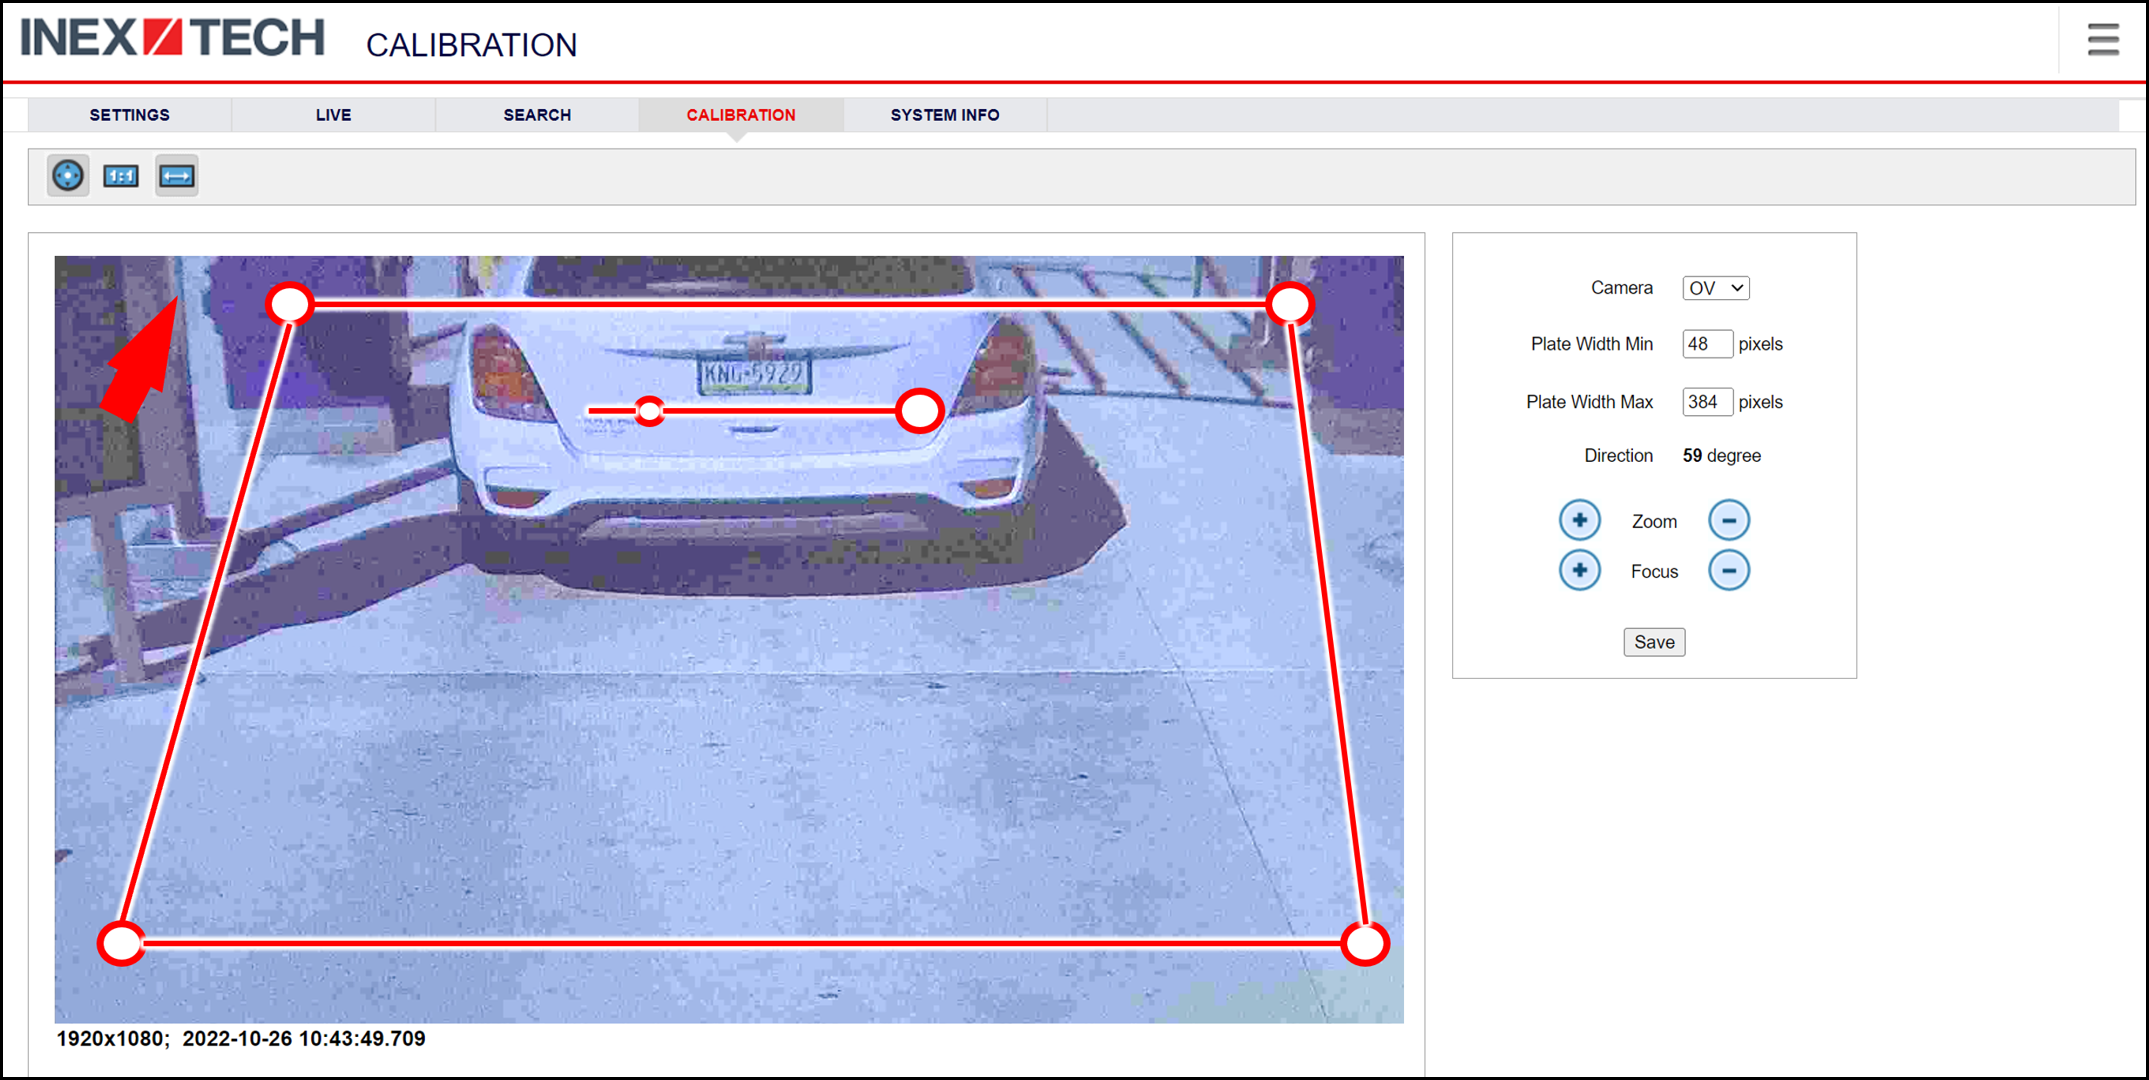 INEX TECH CALIBRATION
SETTINGS LIVE SEARCH CALIBRATION SYSTEM INFO
1:1
Camera OV
Plate Width Min 48 pixels
KNG-5929
Plate Width Max 384 pixels
Direction 59 degree
+ Zoom −
+ Focus −
Save
1920x1080; 2022-10-26 10:43:49.709